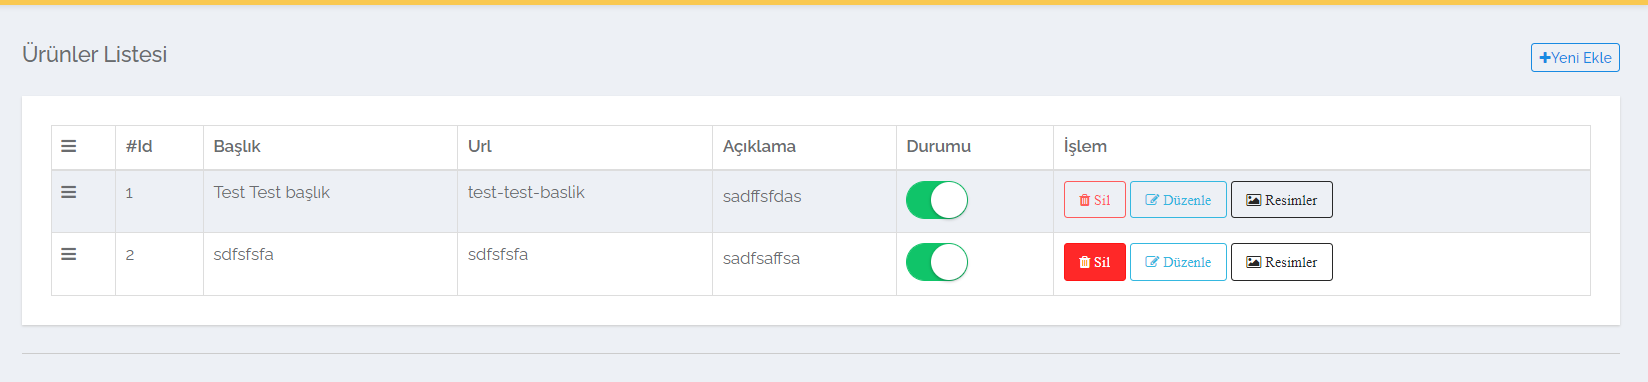 Ürünler Listesi
Yeni Ekle
#Id Başlık Url Açıklama Durumu İşlem
1 Test Test başlık test-test-baslik sadffsfdas Sil Düzenle Resimler
2 sdfsfsfa sdfsfsfa sadfsaffsa Sil Düzenle Resimler